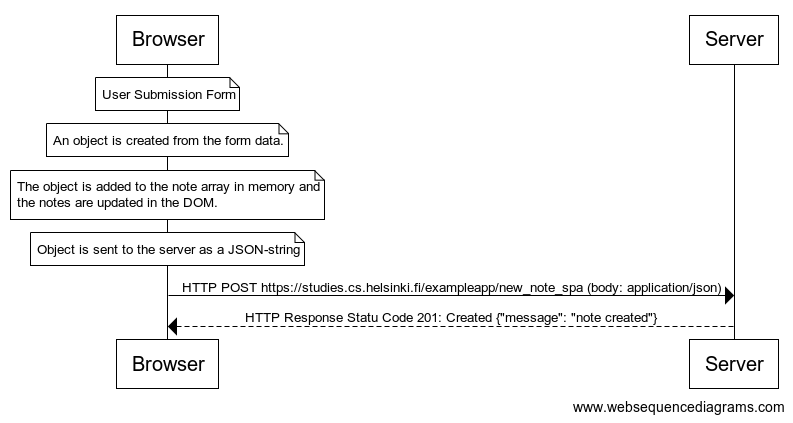 Browser
Server
User Submission Form
An object is created from the form data.
The object is added to the note array in memory and
the notes are updated in the DOM.
Object is sent to the server as a JSON-string
HTTP POST https://studies.cs.helsinki.fi/exampleapp/new_note_spa (body: application/json)
HTTP Response Statu Code 201: Created {"message": "note created"}
Browser
Server
www.websequencediagrams.com